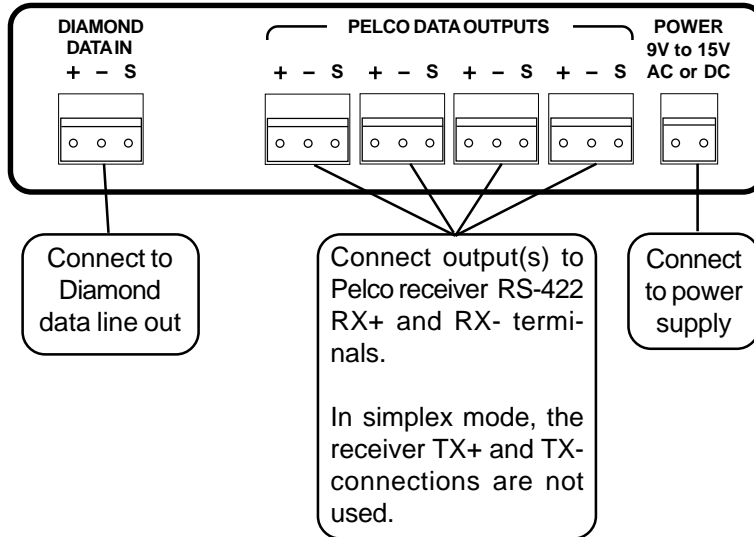 DIAMOND
DATA IN
+ – S
PELCO DATA OUTPUTS
+ – S + – S + – S + – S
POWER
9V to 15V
AC or DC
Connect to
Diamond
data line out
Connect output(s) to
Pelco receiver RS-422
RX+ and RX- termi-
nals.
In simplex mode, the
receiver TX+ and TX-
connections are not
used.
Connect
to power
supply